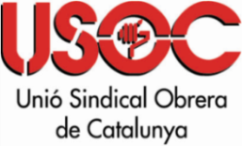 USOC
Unió Sindical Obrera
de Catalunya